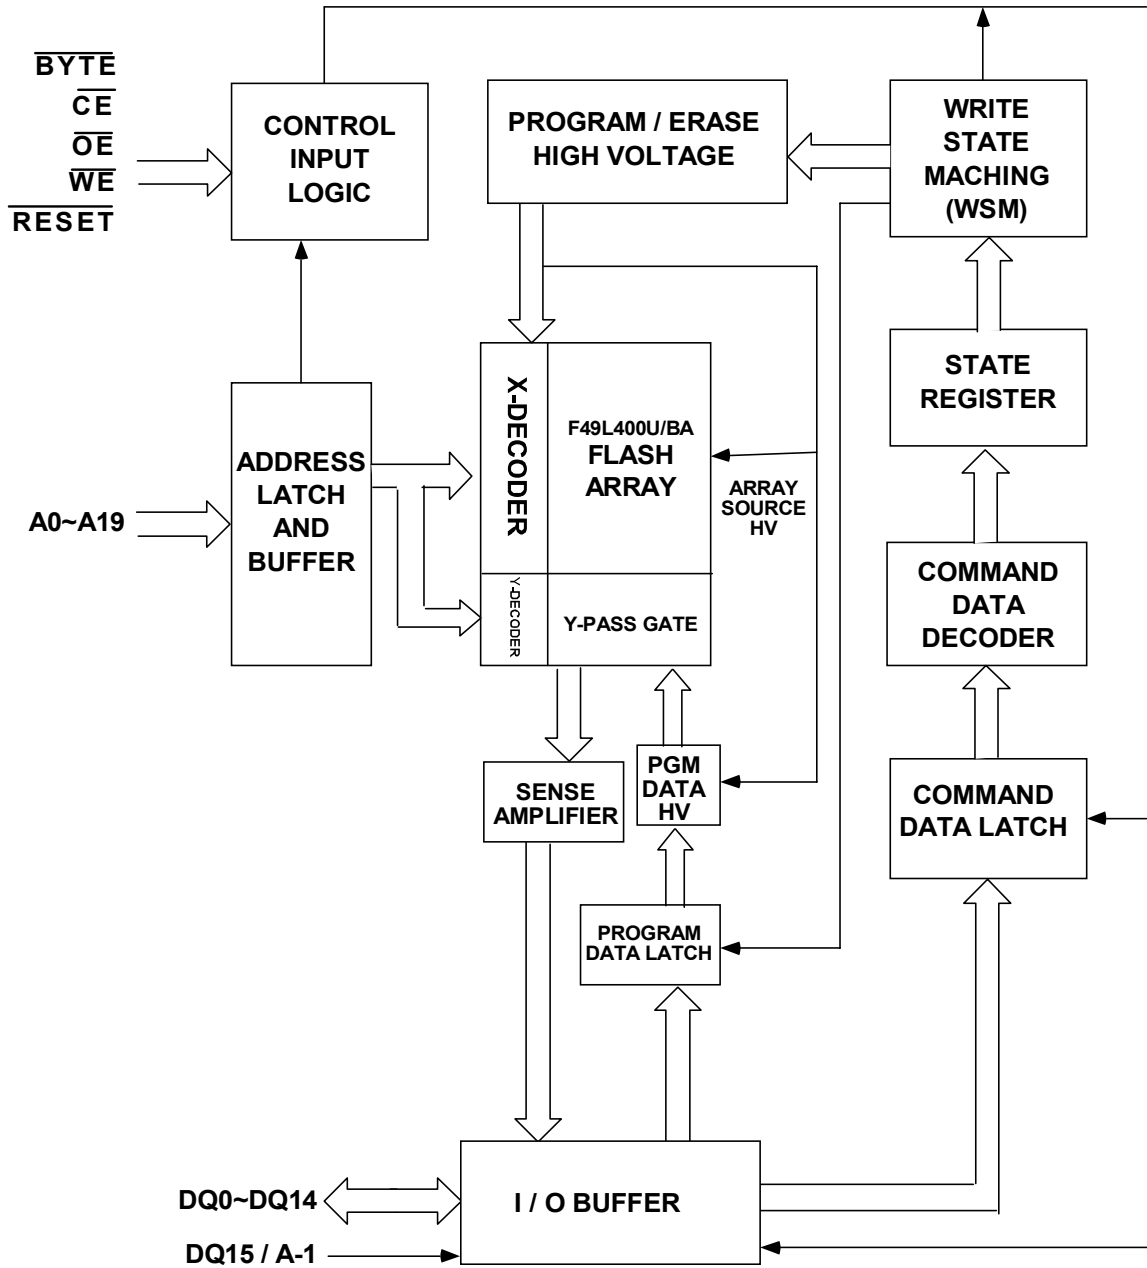 BYTE
CE
OE
WE
RESET
CONTROL
INPUT
LOGIC
PROGRAM / ERASE
HIGH VOLTAGE
WRITE
STATE
MACHING
(WSM)
STATE
REGISTER
X-DECODER
F49L400U/BA
FLASH
ARRAY
ADDRESS
LATCH
AND
BUFFER
A0~A19
ARRAY
SOURCE
HV
Y-DECODER
Y-PASS GATE
COMMAND
DATA
DECODER
SENSE
AMPLIFIER
PGM
DATA
HV
COMMAND
DATA LATCH
PROGRAM
DATA LATCH
DQ0~DQ14
I / O BUFFER
DQ15 / A-1